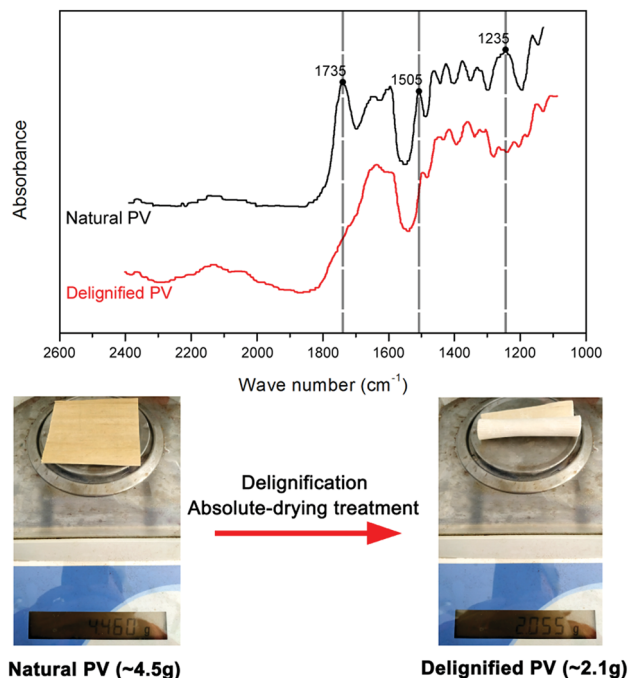 1735
1505
1235
Absorbance
Natural PV
Delignified PV
2600 2400 2200 2000 1800 1600 1400 1200 1000
Wave number (cm⁻¹)
Delignification
Absolute-drying treatment
4.460 g
2.055 g
Natural PV (~4.5g)
Delignified PV (~2.1g)